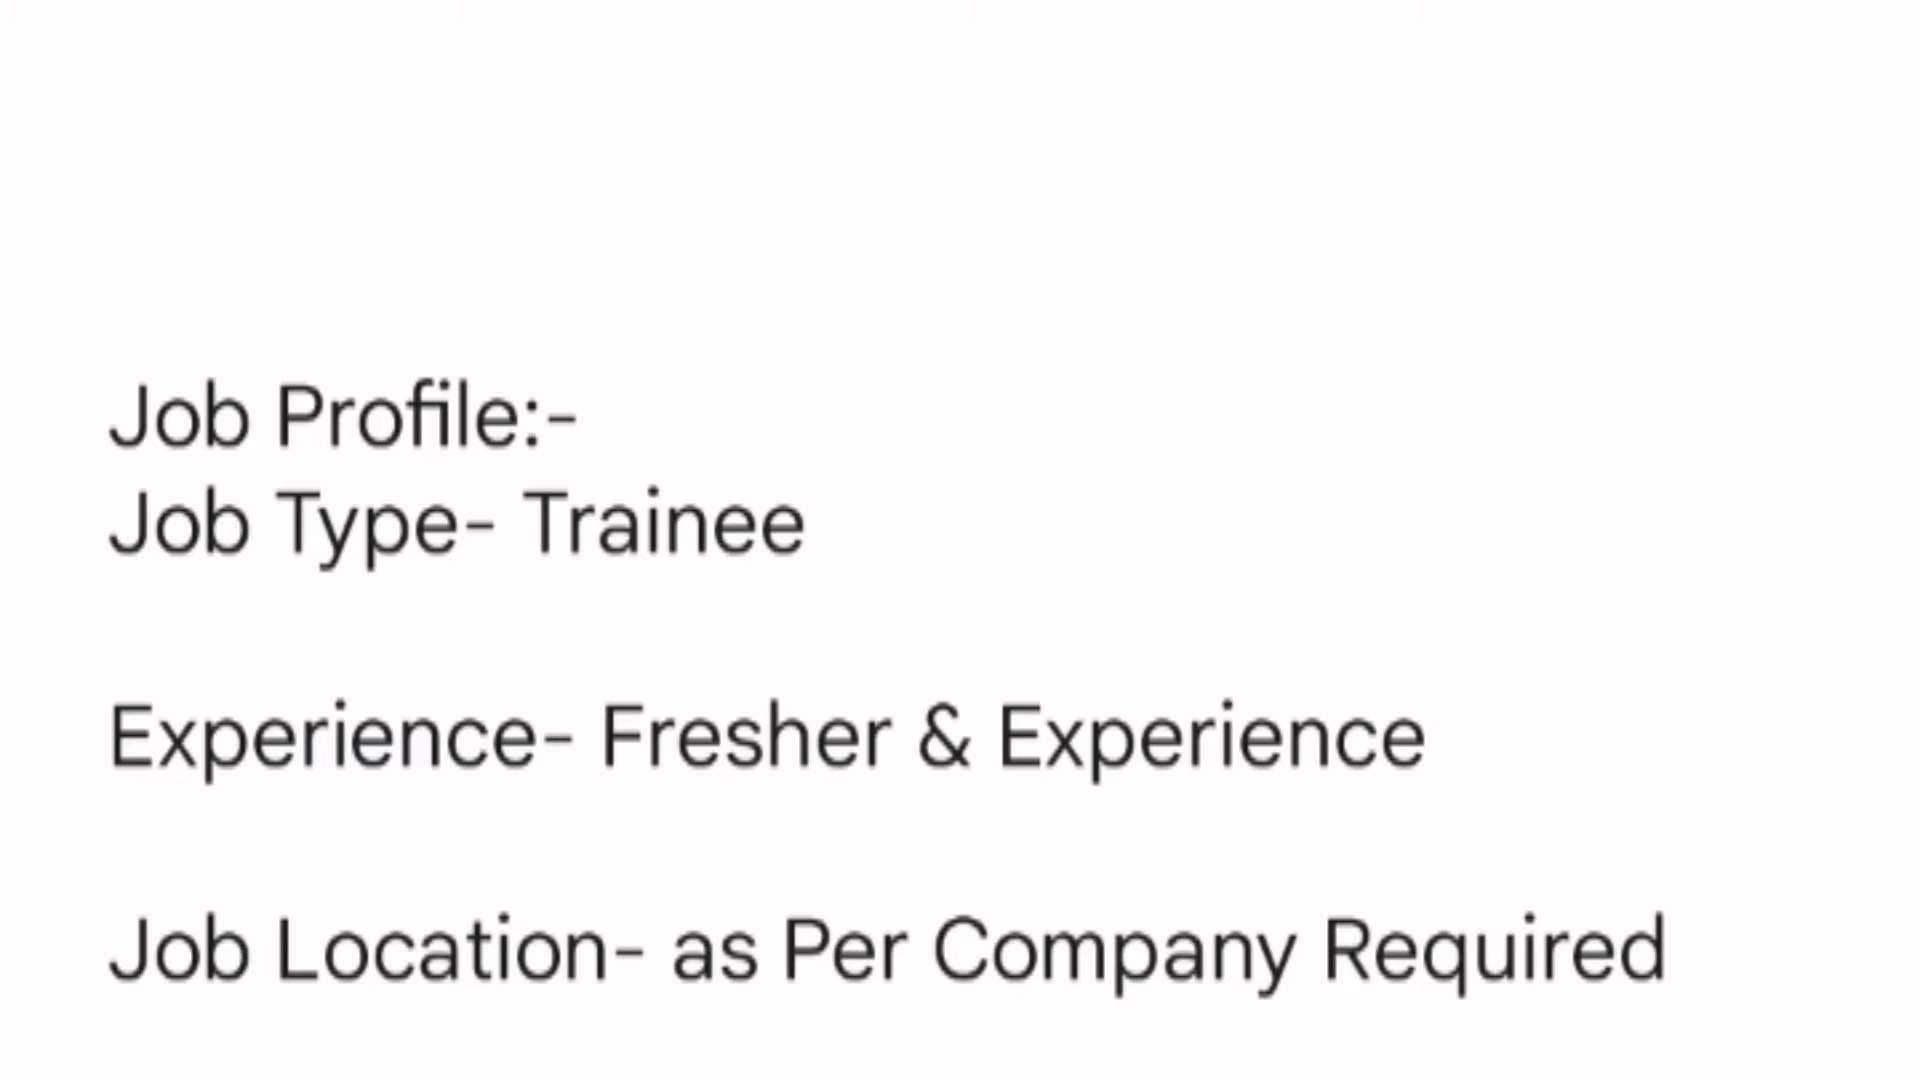 Job Profile:-
Job Type- Trainee
Experience- Fresher & Experience
Job Location- as Per Company Required